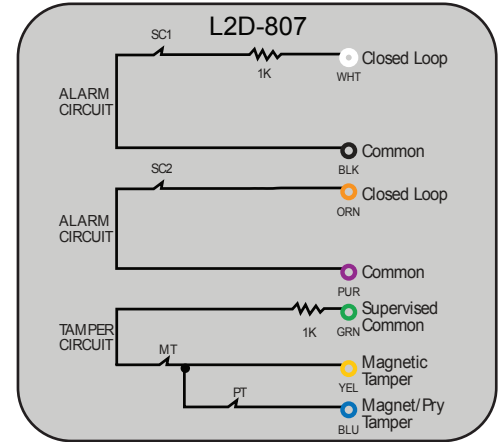 L2D-807
SC1
1K
WHT
Closed Loop
ALARM
CIRCUIT
BLK
Common
SC2
ORN
Closed Loop
ALARM
CIRCUIT
PUR
Common
1K
GRN
Supervised
Common
TAMPER
CIRCUIT
MT
YEL
Magnetic
Tamper
PT
BLU
Magnet/Pry
Tamper